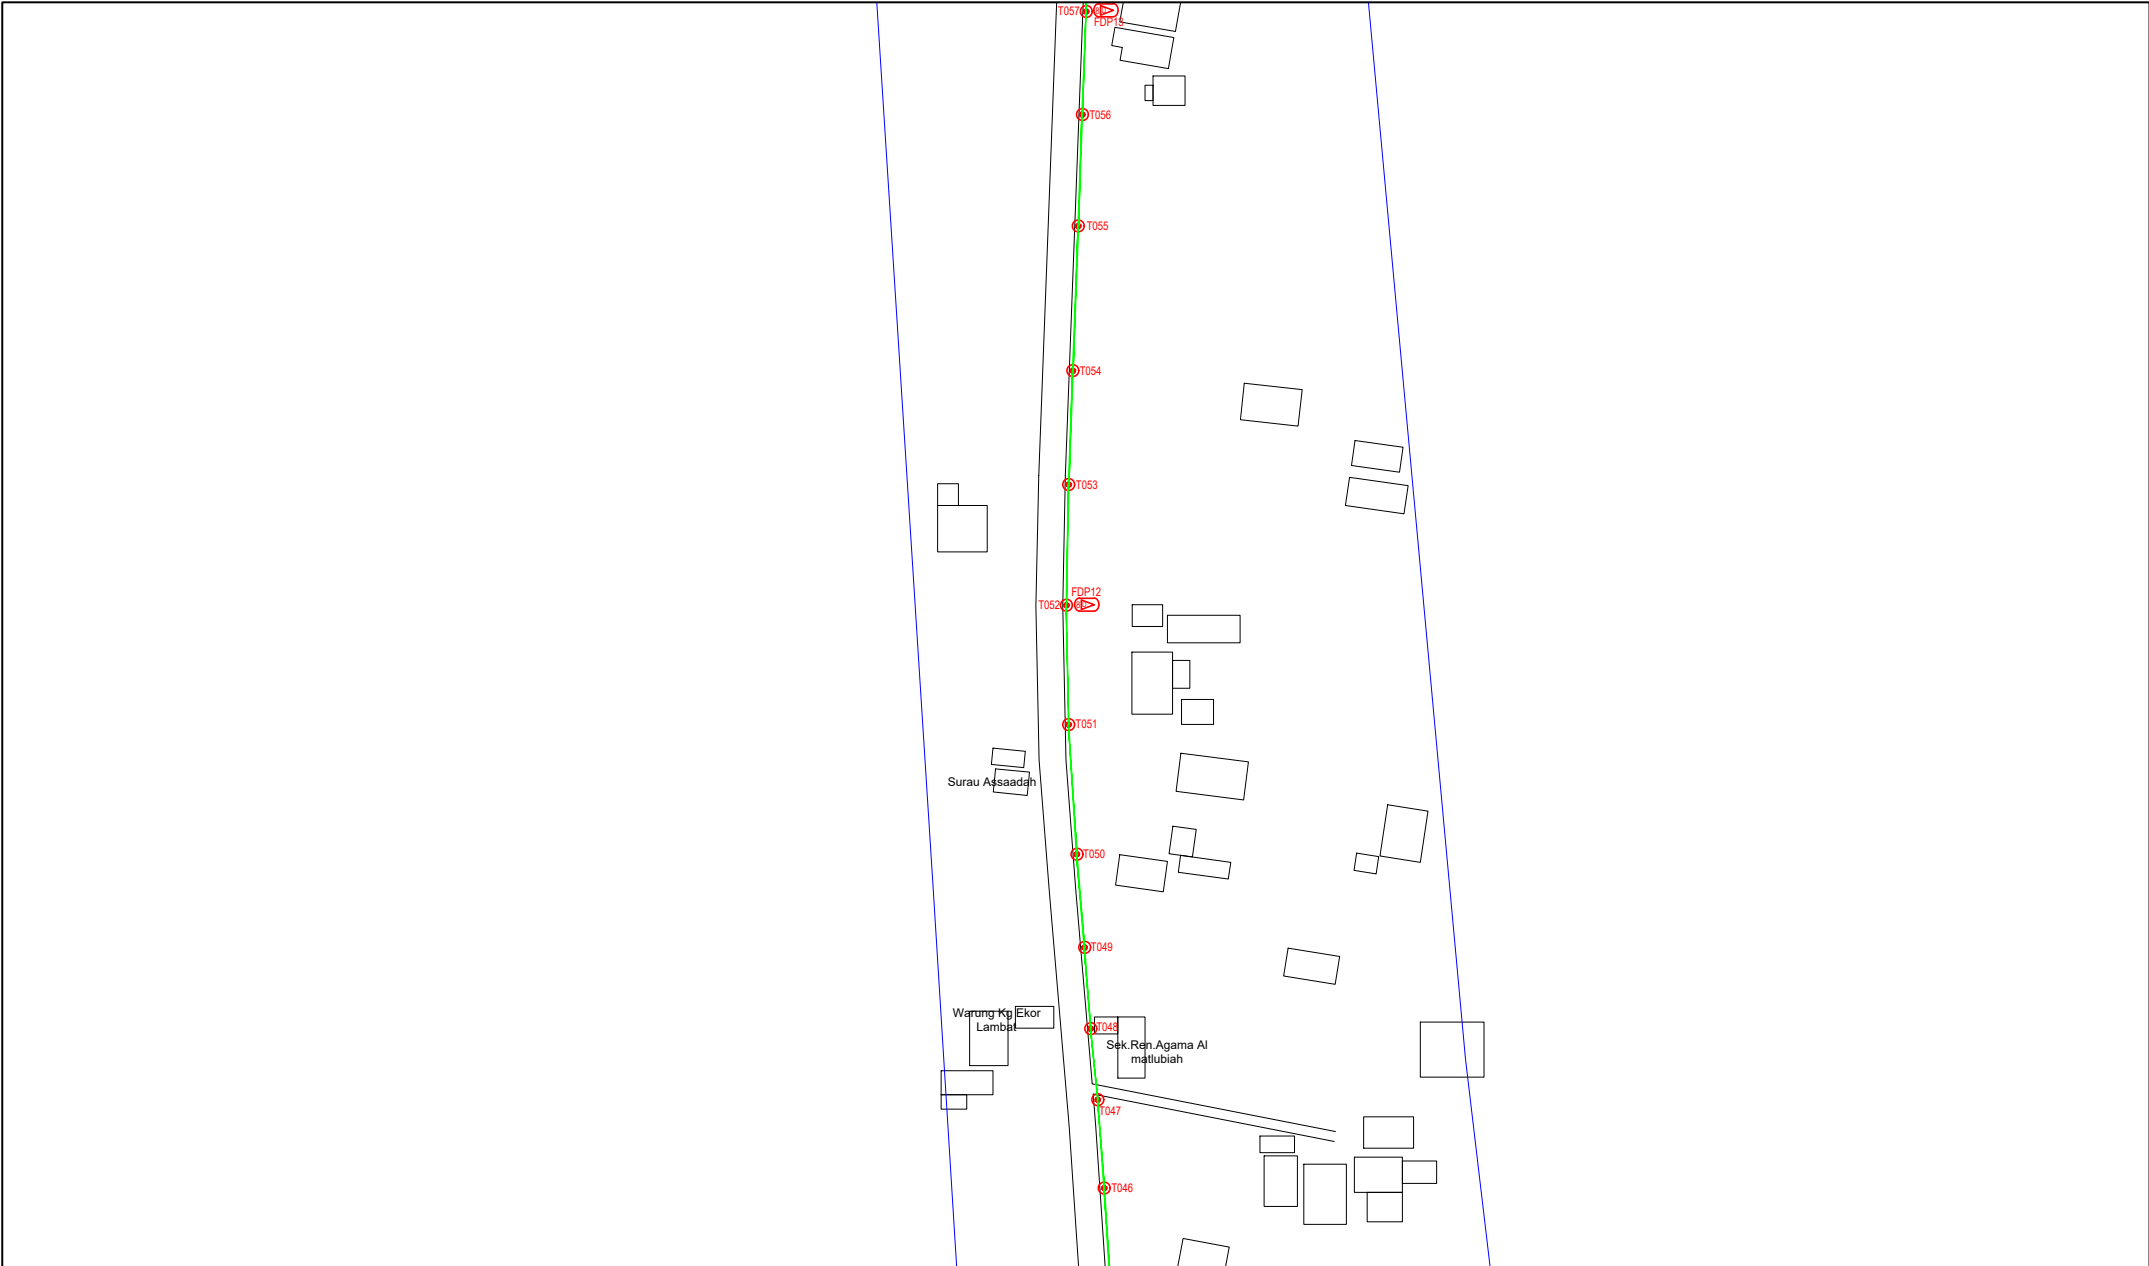 T057
FDP13
T056
T055
T054
T053
FDP12
T052
T051
Surau Assaadah
T050
T049
Warung Kg Ekor
Lambat
T048
Sek.Ren.Agama Al
matlubiah
T047
T046